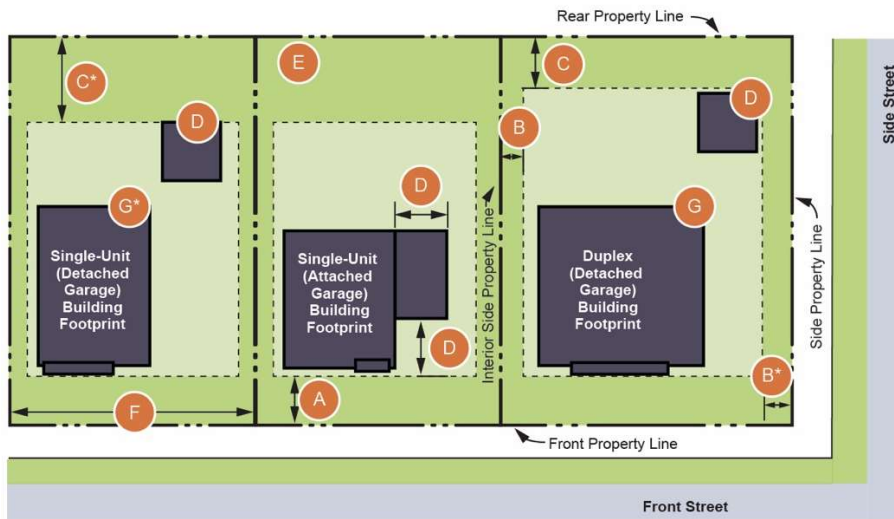 Rear Property Line
C*
E
C
D
D
B
Side Street
D
G*
G
Interior Side Property Line
Side Property Line
Single-Unit
(Detached
Garage)
Building
Footprint
Single-Unit
(Attached
Garage)
Building
Footprint
Duplex
(Detached
Garage)
Building
Footprint
D
B*
A
F
Front Property Line
Front Street